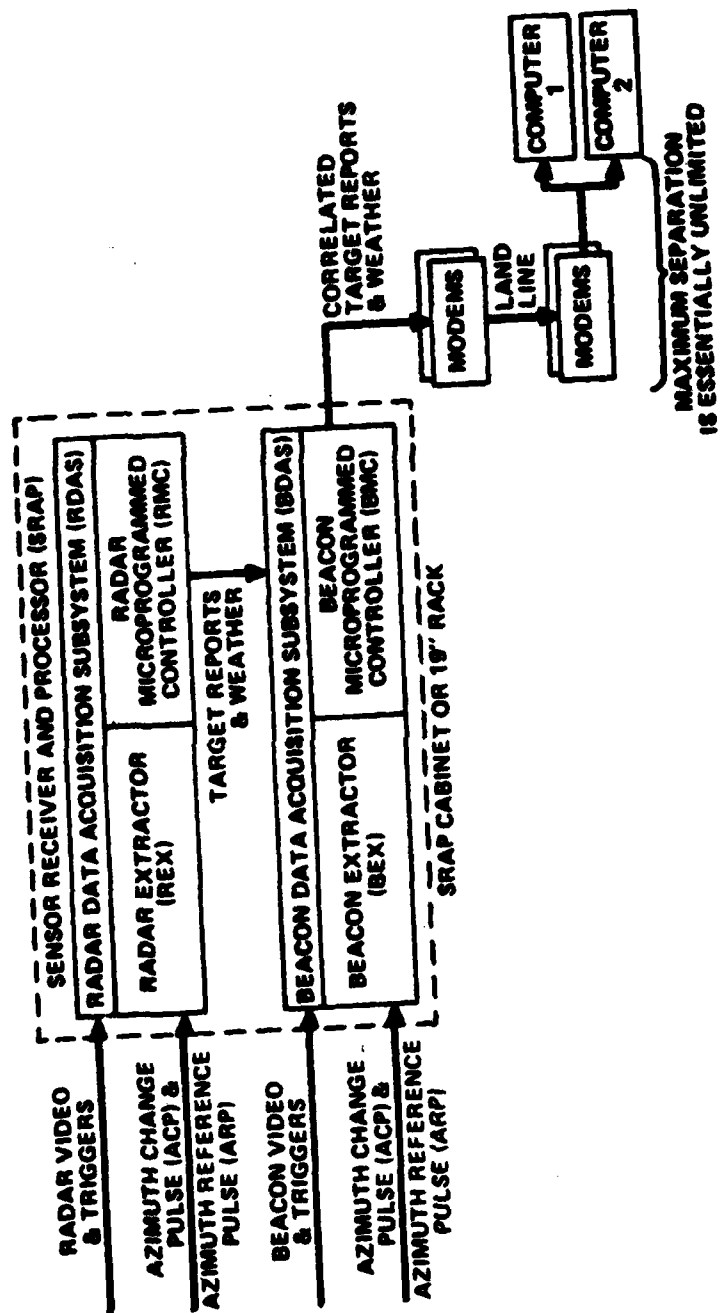 RADAR VIDEO
& TRIGGERS
AZIMUTH CHANGE
PULSE (ACP) &
AZIMUTH REFERENCE
PULSE (ARP)
BEACON VIDEO
& TRIGGERS
AZIMUTH CHANGE
PULSE (ACP) &
AZIMUTH REFERENCE
PULSE (ARP)
SENSOR RECEIVER AND PROCESSOR (SRAP)
RADAR DATA ACQUISITION SUBSYSTEM (RDAS)
RADAR EXTRACTOR
(REX)
RADAR
MICROPROGRAMMED
CONTROLLER (RMC)
TARGET REPORTS
& WEATHER
BEACON DATA ACQUISITION SUBSYSTEM (BDAS)
BEACON EXTRACTOR
(BEX)
BEACON
MICROPROGRAMMED
CONTROLLER (BMC)
SRAP CABINET OR 19" RACK
CORRELATED
TARGET REPORTS
& WEATHER
MODEMS
LAND
LINE
MODEMS
COMPUTER
1
COMPUTER
2
MAXIMUM SEPARATION
IS ESSENTIALLY UNLIMITED